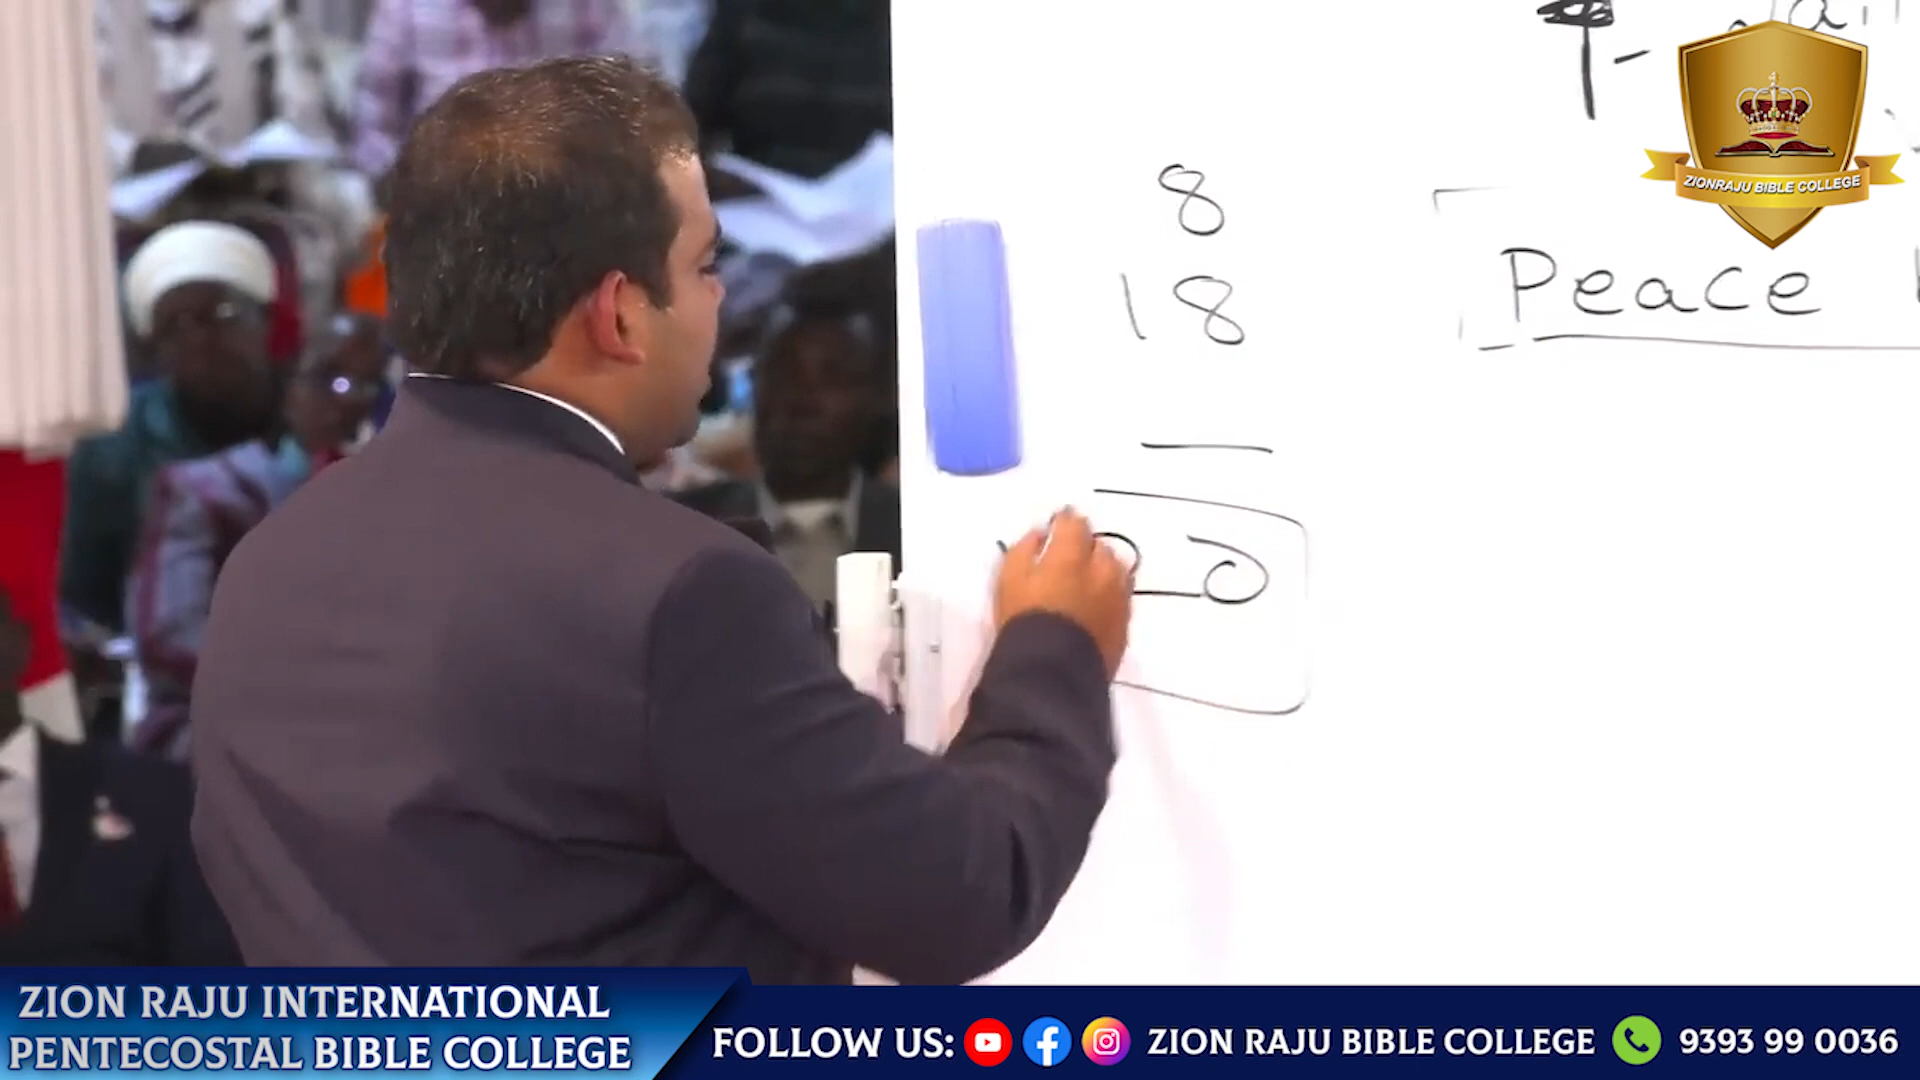 ZIONRAJU BIBLE COLLEGE
8
18
Peace
ZION RAJU INTERNATIONAL
PENTECOSTAL BIBLE COLLEGE
FOLLOW US: ZION RAJU BIBLE COLLEGE 9393 99 0036